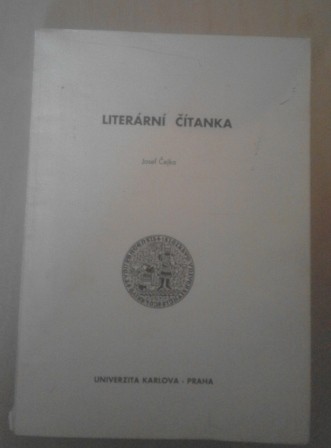 LITERÁRNÍ ČÍTANKA
Josef Čejka
UNIVERZITA KARLOVA - PRAHA